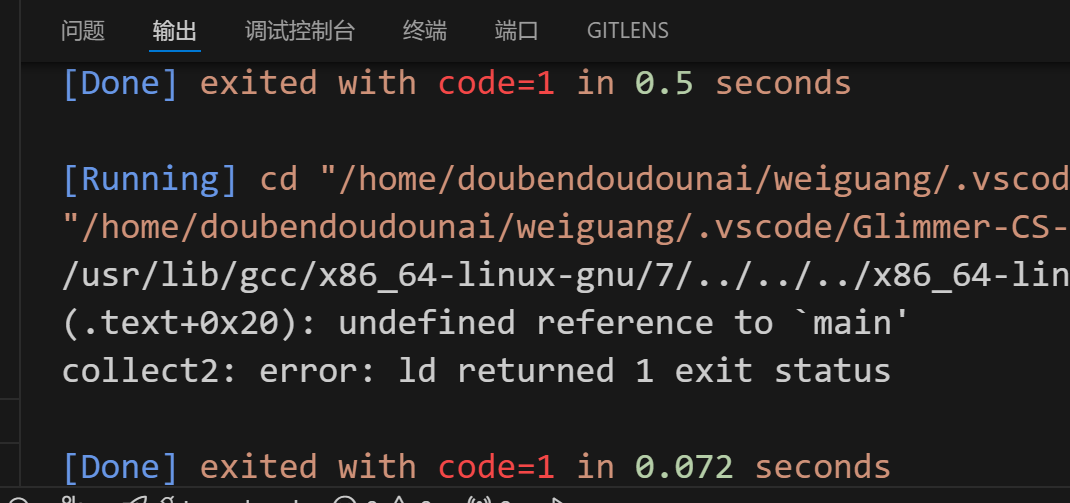 问题 输出 调试控制台 终端 端口 GITLENS
[Done] exited with code=1 in 0.5 seconds
[Running] cd "/home/doubendoudounai/weiguang/.vscod
"/home/doubendoudounai/weiguang/.vscode/Glimmer-CS-
/usr/lib/gcc/x86_64-linux-gnu/7/../../../x86_64-lin
(.text+0x20): undefined reference to `main'
collect2: error: ld returned 1 exit status
[Done] exited with code=1 in 0.072 seconds